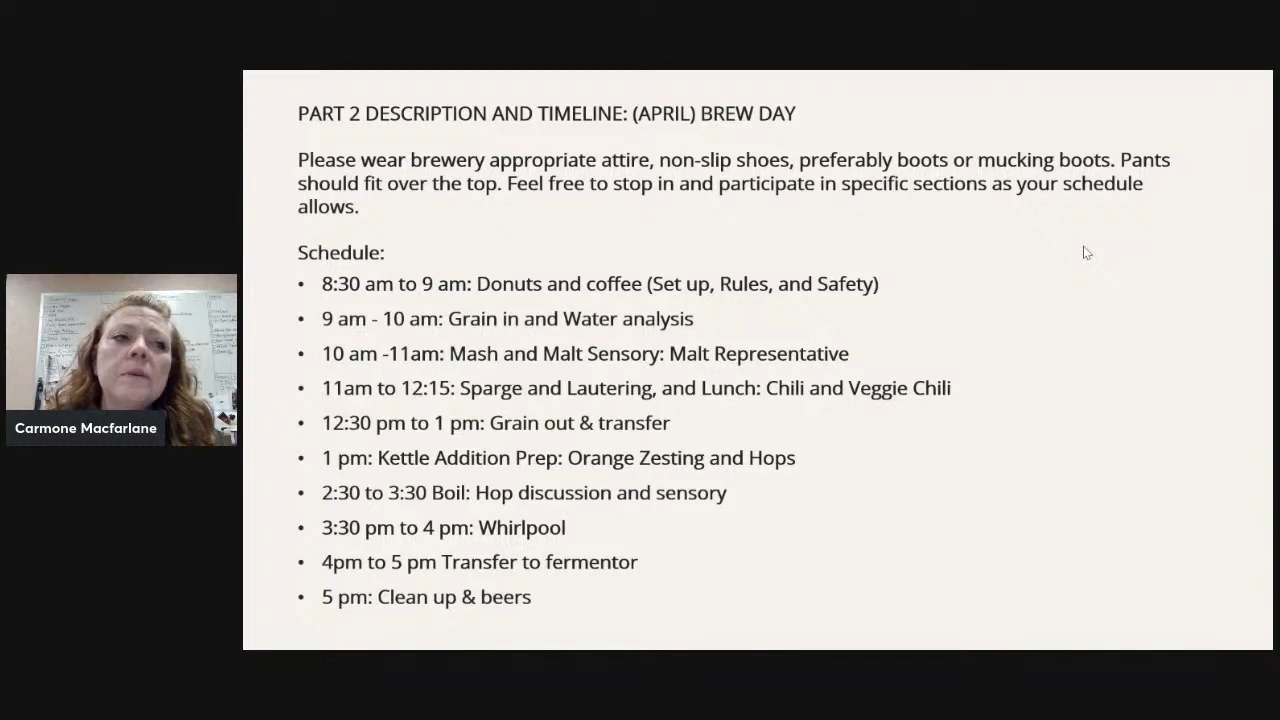 PART 2 DESCRIPTION AND TIMELINE: (APRIL) BREW DAY
Please wear brewery appropriate attire, non-slip shoes, preferably boots or mucking boots. Pants
should fit over the top. Feel free to stop in and participate in specific sections as your schedule
allows.
Schedule:
• 8:30 am to 9 am: Donuts and coffee (Set up, Rules, and Safety)
• 9 am - 10 am: Grain in and Water analysis
• 10 am -11am: Mash and Malt Sensory: Malt Representative
• 11am to 12:15: Sparge and Lautering, and Lunch: Chili and Veggie Chili
• 12:30 pm to 1 pm: Grain out & transfer
• 1 pm: Kettle Addition Prep: Orange Zesting and Hops
• 2:30 to 3:30 Boil: Hop discussion and sensory
• 3:30 pm to 4 pm: Whirlpool
• 4pm to 5 pm Transfer to fermentor
• 5 pm: Clean up & beers
Carmone Macfarlane